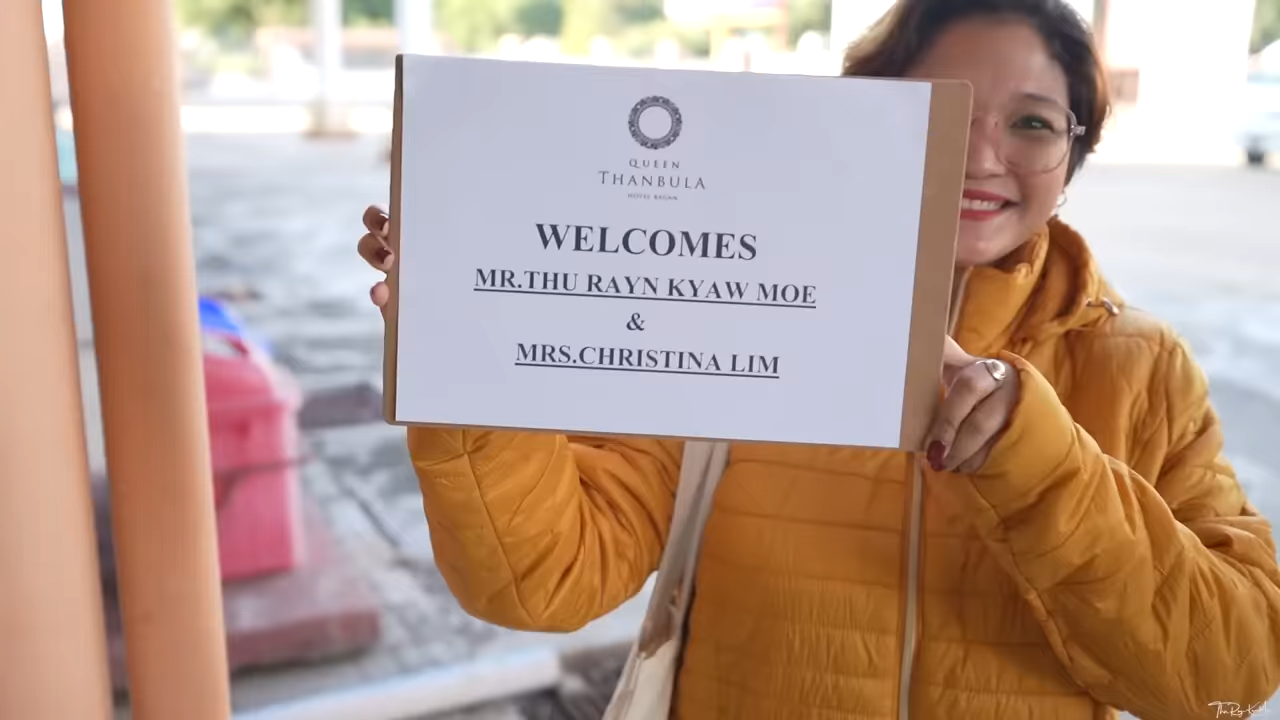 QUEEN
THANBULA
HOTEL BAGAN
WELCOMES
MR.THU RAYN KYAW MOE
&
MRS.CHRISTINA LIM